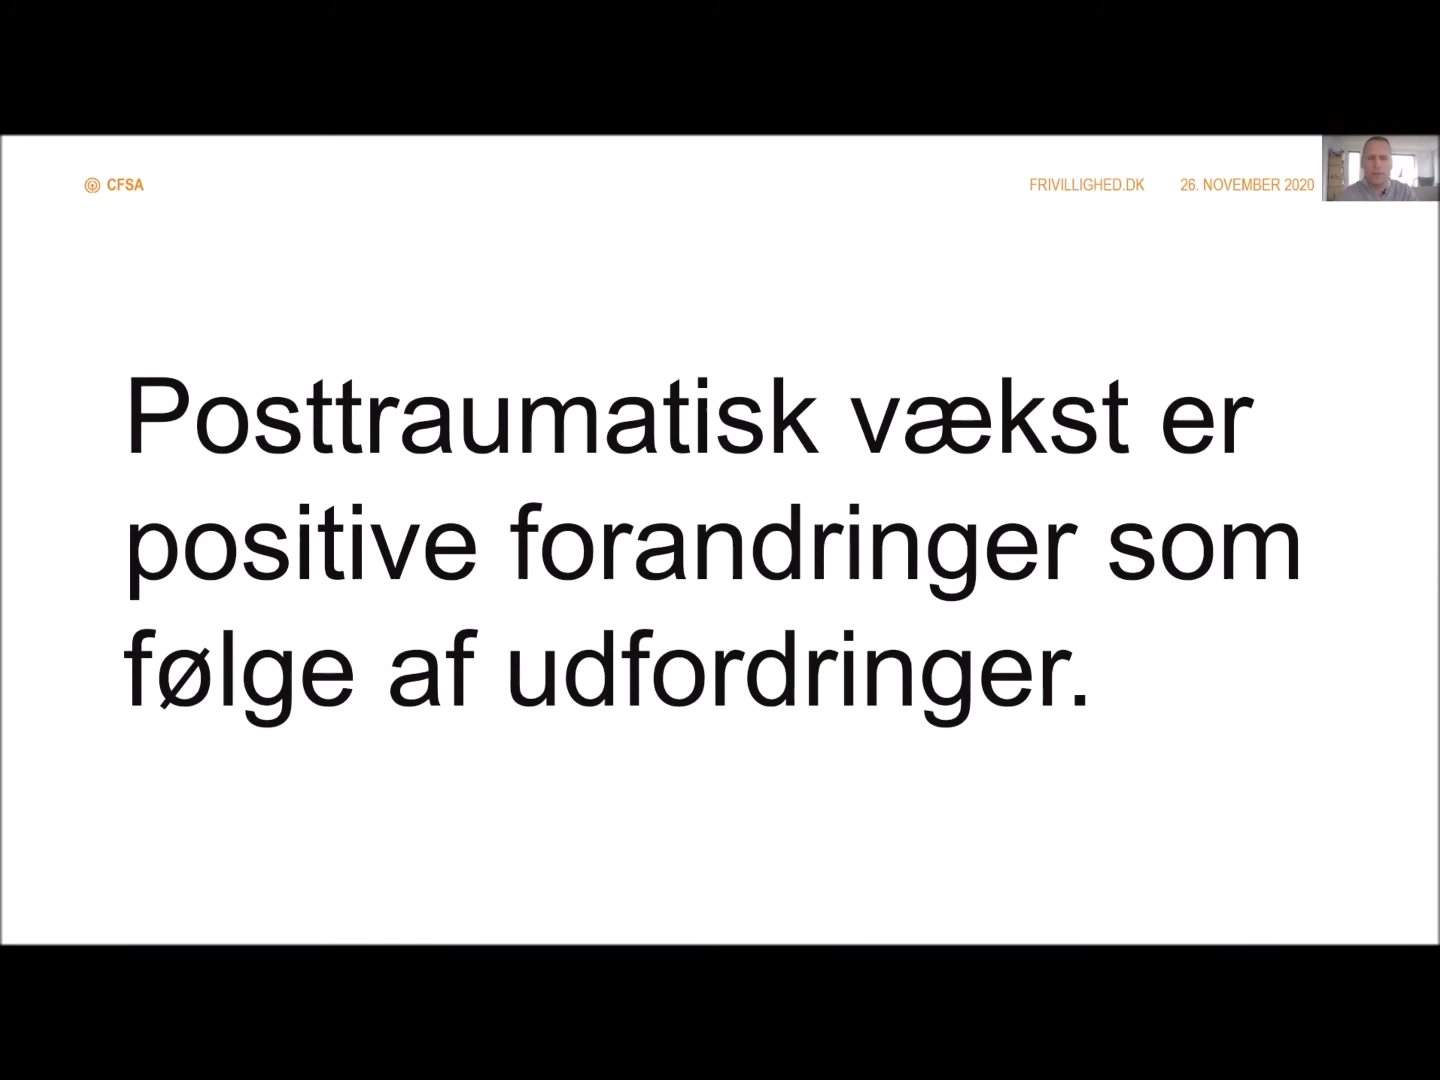 CFSA
FRIVILLIGHED.DK
26. NOVEMBER 2020
Posttraumatisk vækst er
positive forandringer som
følge af udfordringer.